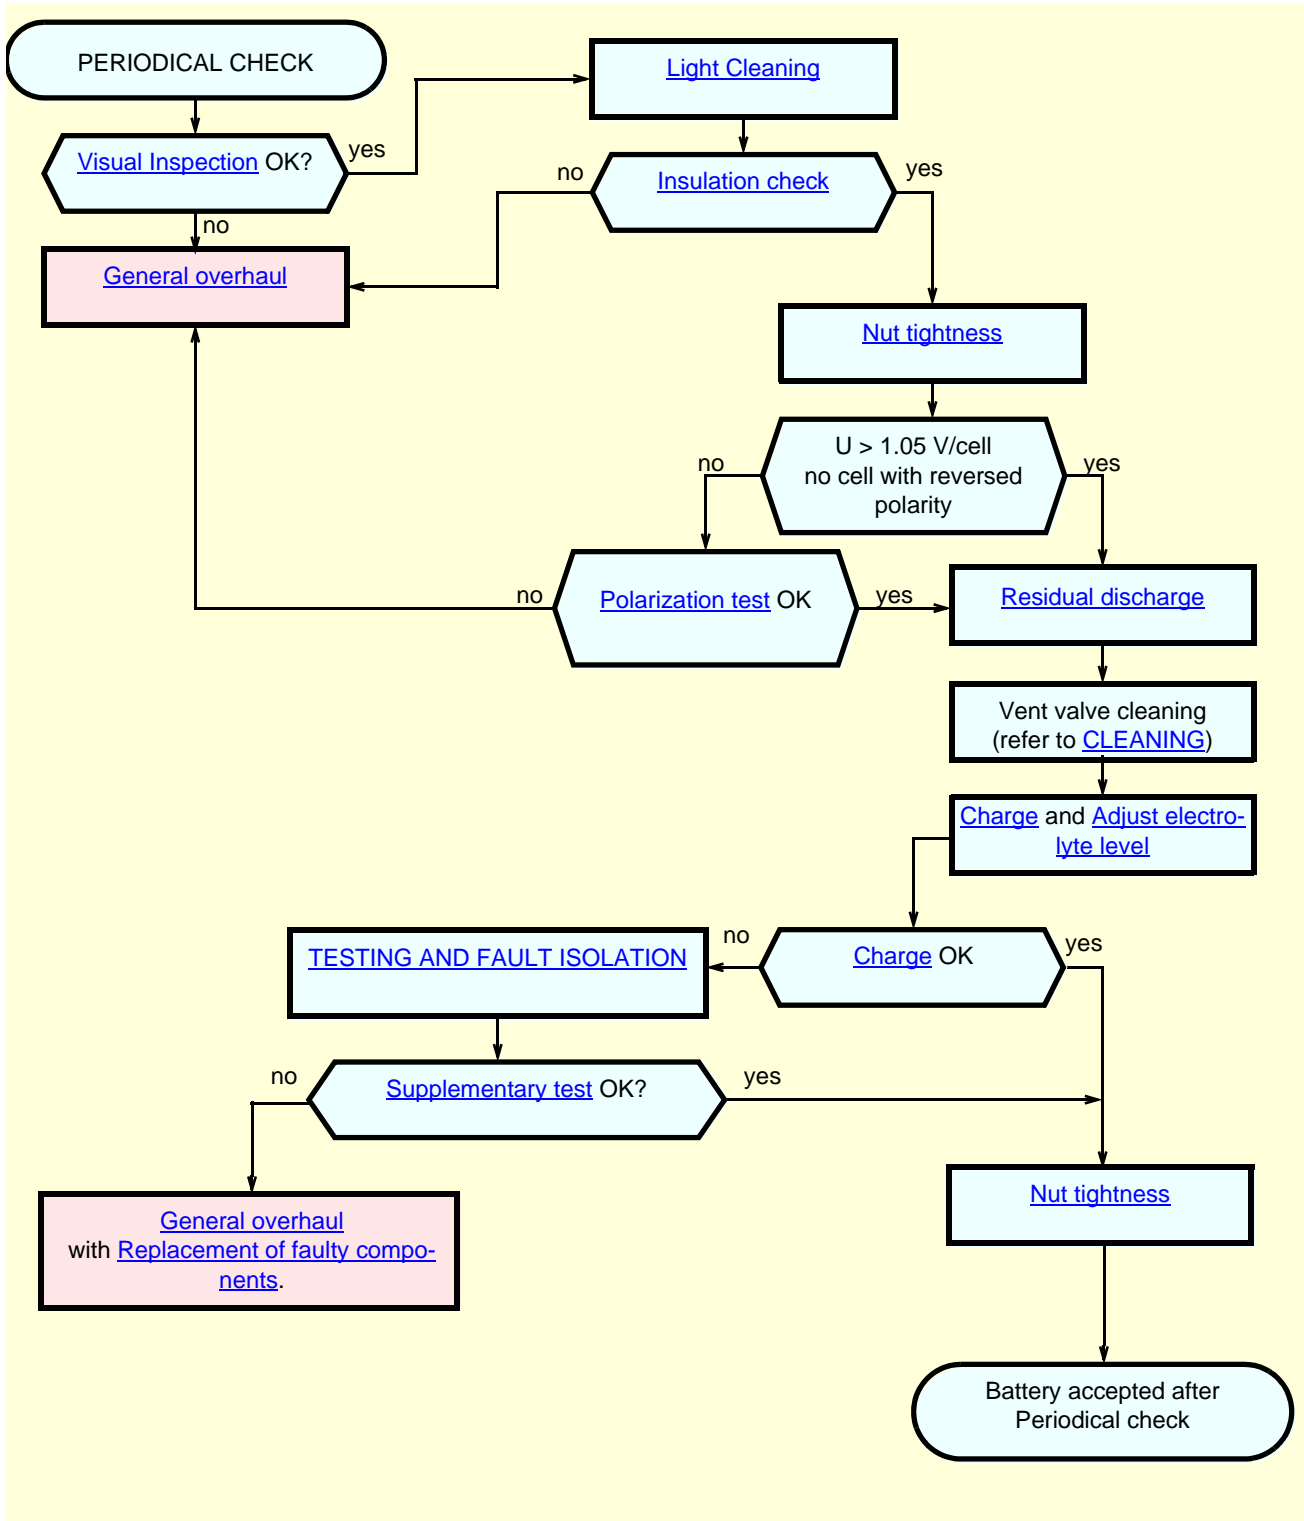 PERIODICAL CHECK
Light Cleaning
Visual Inspection OK?
yes
no
Insulation check
yes
no
General overhaul
Nut tightness
U > 1.05 V/cell
no cell with reversed
polarity
no
yes
Polarization test OK
no
yes
Residual discharge
Vent valve cleaning
(refer to CLEANING)
Charge and Adjust electro-
lyte level
Charge OK
no
yes
TESTING AND FAULT ISOLATION
Supplementary test OK?
no
yes
Nut tightness
General overhaul
with Replacement of faulty compo-
nents.
Battery accepted after
Periodical check